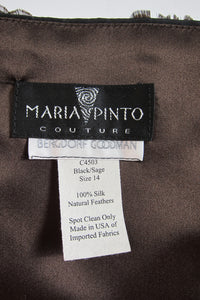 MARIA PINTO
COUTURE
BERGDORF GOODMAN
C4503
Black/Sage
Size 14
100% Silk
Natural Feathers
Spot Clean Only
Made in USA of
Imported Fabrics